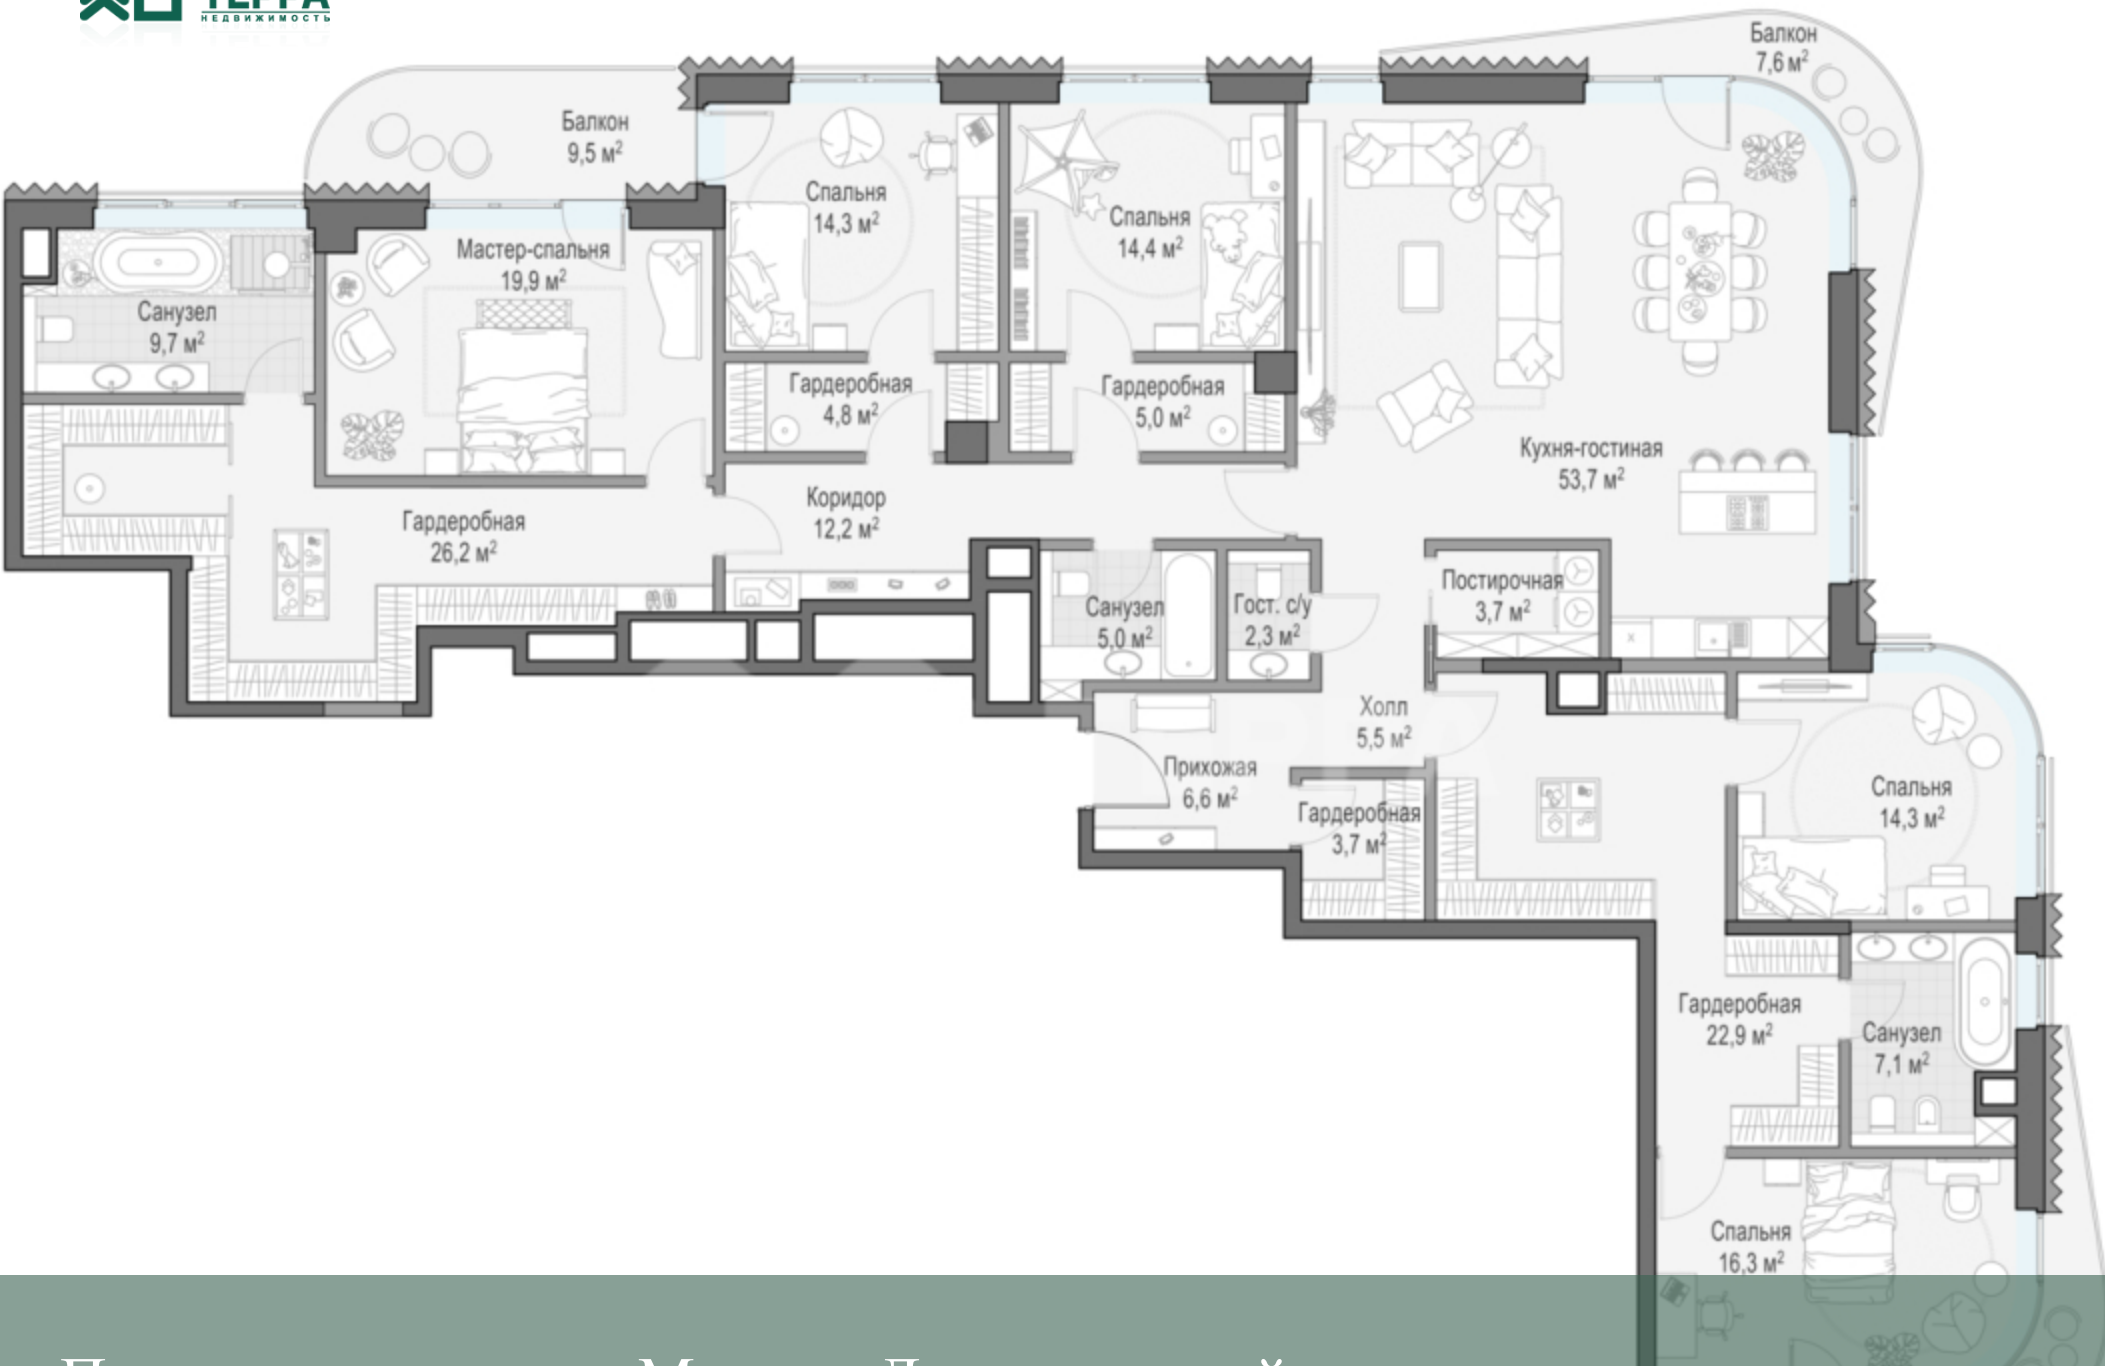 ТЕРРА
НЕДВИЖИМОСТЬ
Балкон
7,6 м²
Балкон
9,5 м²
Спальня
14,3 м²
Спальня
14,4 м²
Мастер-спальня
19,9 м²
Санузел
9,7 м²
Гардеробная
4,8 м²
Гардеробная
5,0 м²
Кухня-гостиная
53,7 м²
Коридор
12,2 м²
Гардеробная
26,2 м²
Санузел
5,0 м²
Гост. с/у
2,3 м²
Постирочная
3,7 м²
Холл
5,5 м²
Прихожая
6,6 м²
Гардеробная
3,7 м²
Спальня
14,3 м²
Гардеробная
22,9 м²
Санузел
7,1 м²
Спальня
16,3 м²